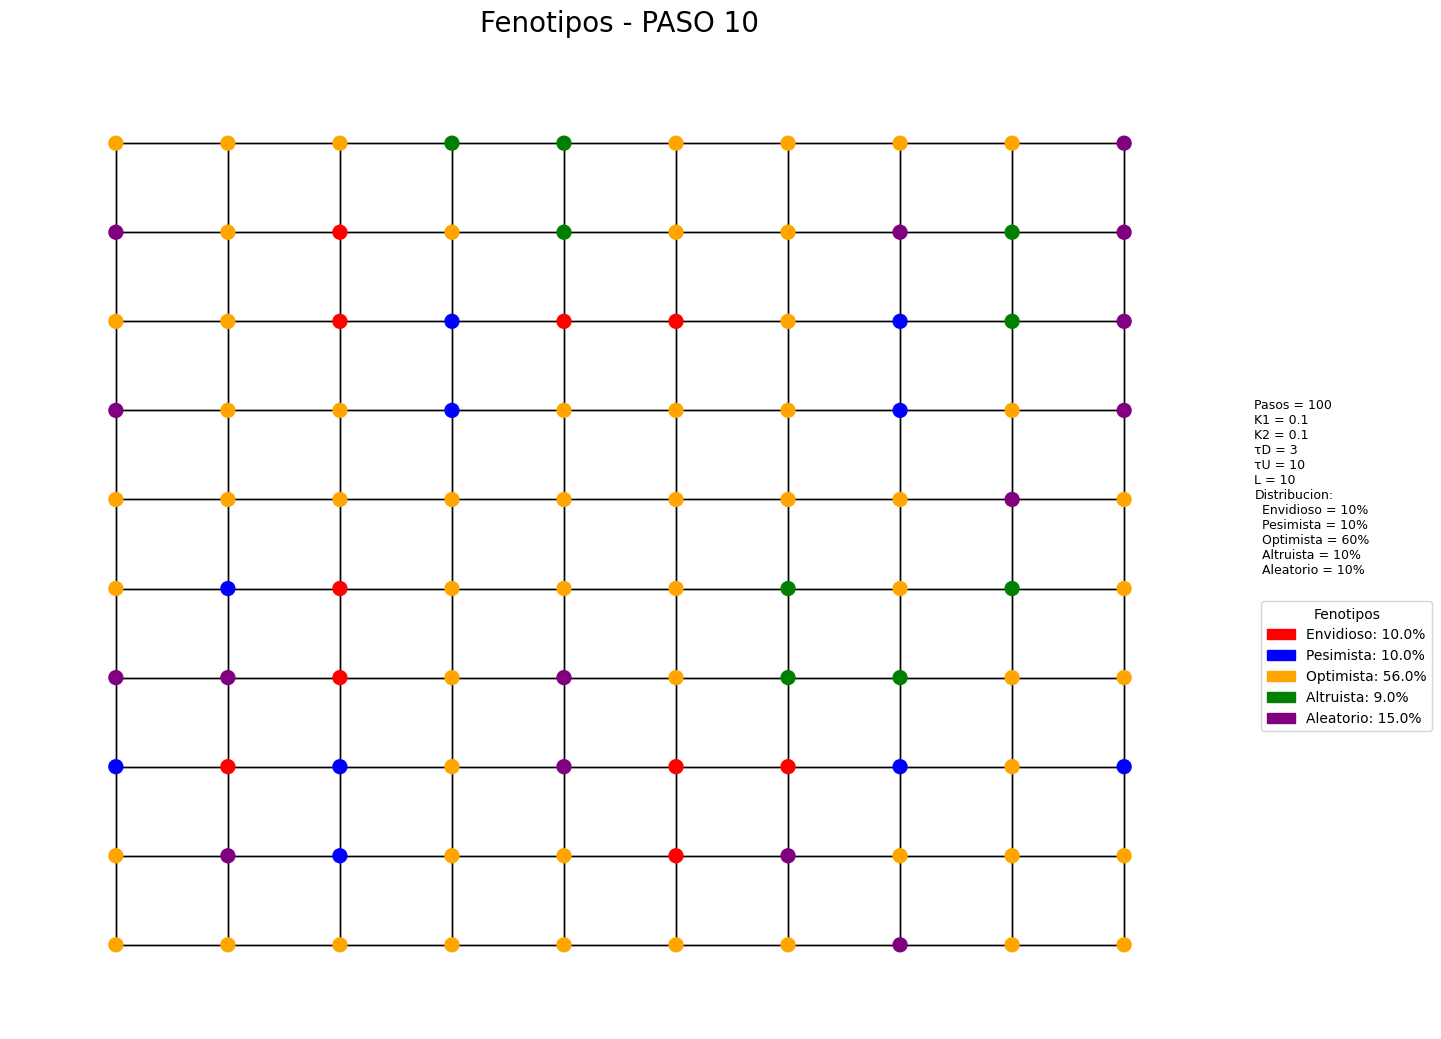 Fenotipos - PASO 10
Pasos = 100
K1 = 0.1
K2 = 0.1
τD = 3
τU = 10
L = 10
Distribucion:
Envidioso = 10%
Pesimista = 10%
Optimista = 60%
Altruista = 10%
Aleatorio = 10%
Fenotipos
Envidioso: 10.0%
Pesimista: 10.0%
Optimista: 56.0%
Altruista: 9.0%
Aleatorio: 15.0%